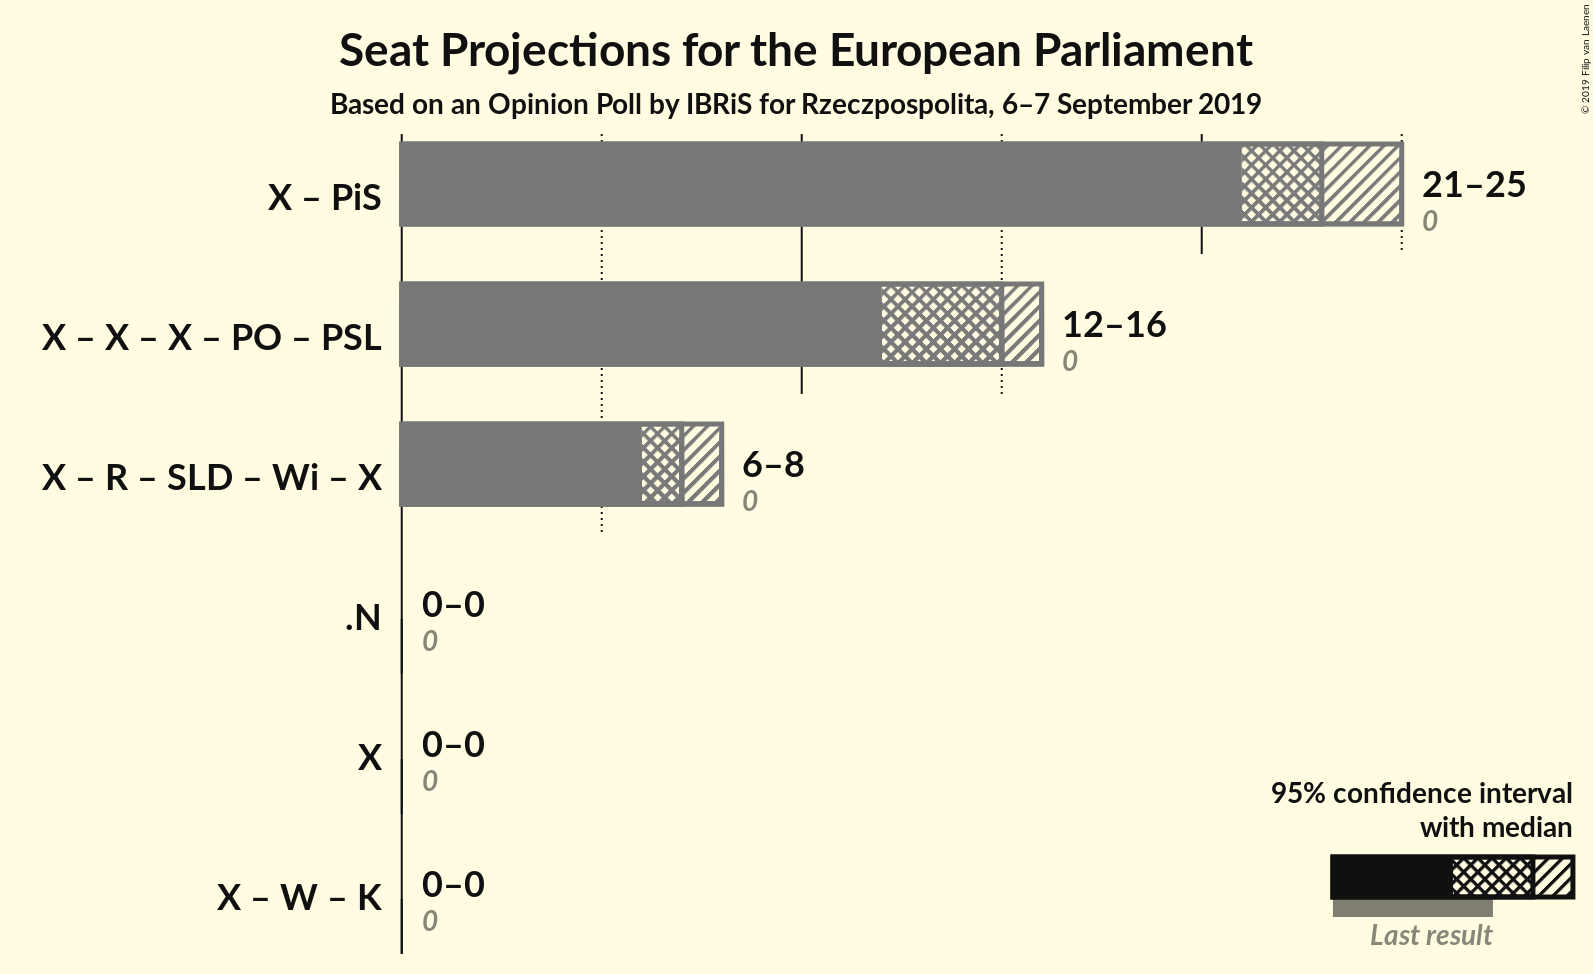 Seat Projections for the European Parliament
Based on an Opinion Poll by IBRiS for Rzeczpospolita, 6–7 September 2019
© 2019 Filip van Laenen
X – PiS
21–25
0
X – X – X – PO – PSL
12–16
0
X – R – SLD – Wi – X
6–8
0
.N
0–0
0
X
0–0
0
X – W – K
0–0
0
95% confidence interval
with median
Last result